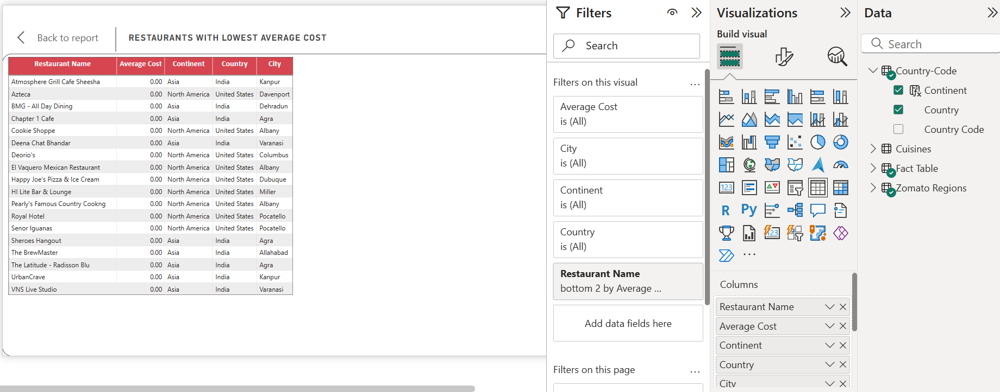 Back to report
RESTAURANTS WITH LOWEST AVERAGE COST
Restaurant Name Average Cost Continent Country City
Atmosphere Grill Cafe Sheesha 0.00 Asia India Kanpur
Azteca 0.00 North America United States Davenport
BMG - All Day Dining 0.00 Asia India Dehradun
Chapter 1 Cafe 0.00 Asia India Agra
Cookie Shoppe 0.00 North America United States Albany
Deena Chat Bhandar 0.00 Asia India Varanasi
Deorio's 0.00 North America United States Columbus
El Vaquero Mexican Restaurant 0.00 North America United States Albany
Happy Joe's Pizza & Ice Cream 0.00 North America United States Dubuque
HI Lite Bar & Lounge 0.00 North America United States Miller
Pearly's Famous Country Cookng 0.00 North America United States Albany
Royal Hotel 0.00 North America United States Pocatello
Senor Iguanas 0.00 North America United States Pocatello
Sheroes Hangout 0.00 Asia India Agra
The BrewMaster 0.00 Asia India Allahabad
The Latitude - Radisson Blu 0.00 Asia India Agra
UrbanCrave 0.00 Asia India Kanpur
VNS Live Studio 0.00 Asia India Varanasi
Filters
Search
Filters on this visual ...
Average Cost
is (All)
City
is (All)
Continent
is (All)
Country
is (All)
Restaurant Name
bottom 2 by Average ...
Add data fields here
Filters on this page ...
Visualizations
Build visual
123
R Py
123
...
Columns
Restaurant Name
Average Cost
Continent
Country
City
Data
Search
Country-Code
Continent
Country
Country Code
Cuisines
Fact Table
Zomato Regions